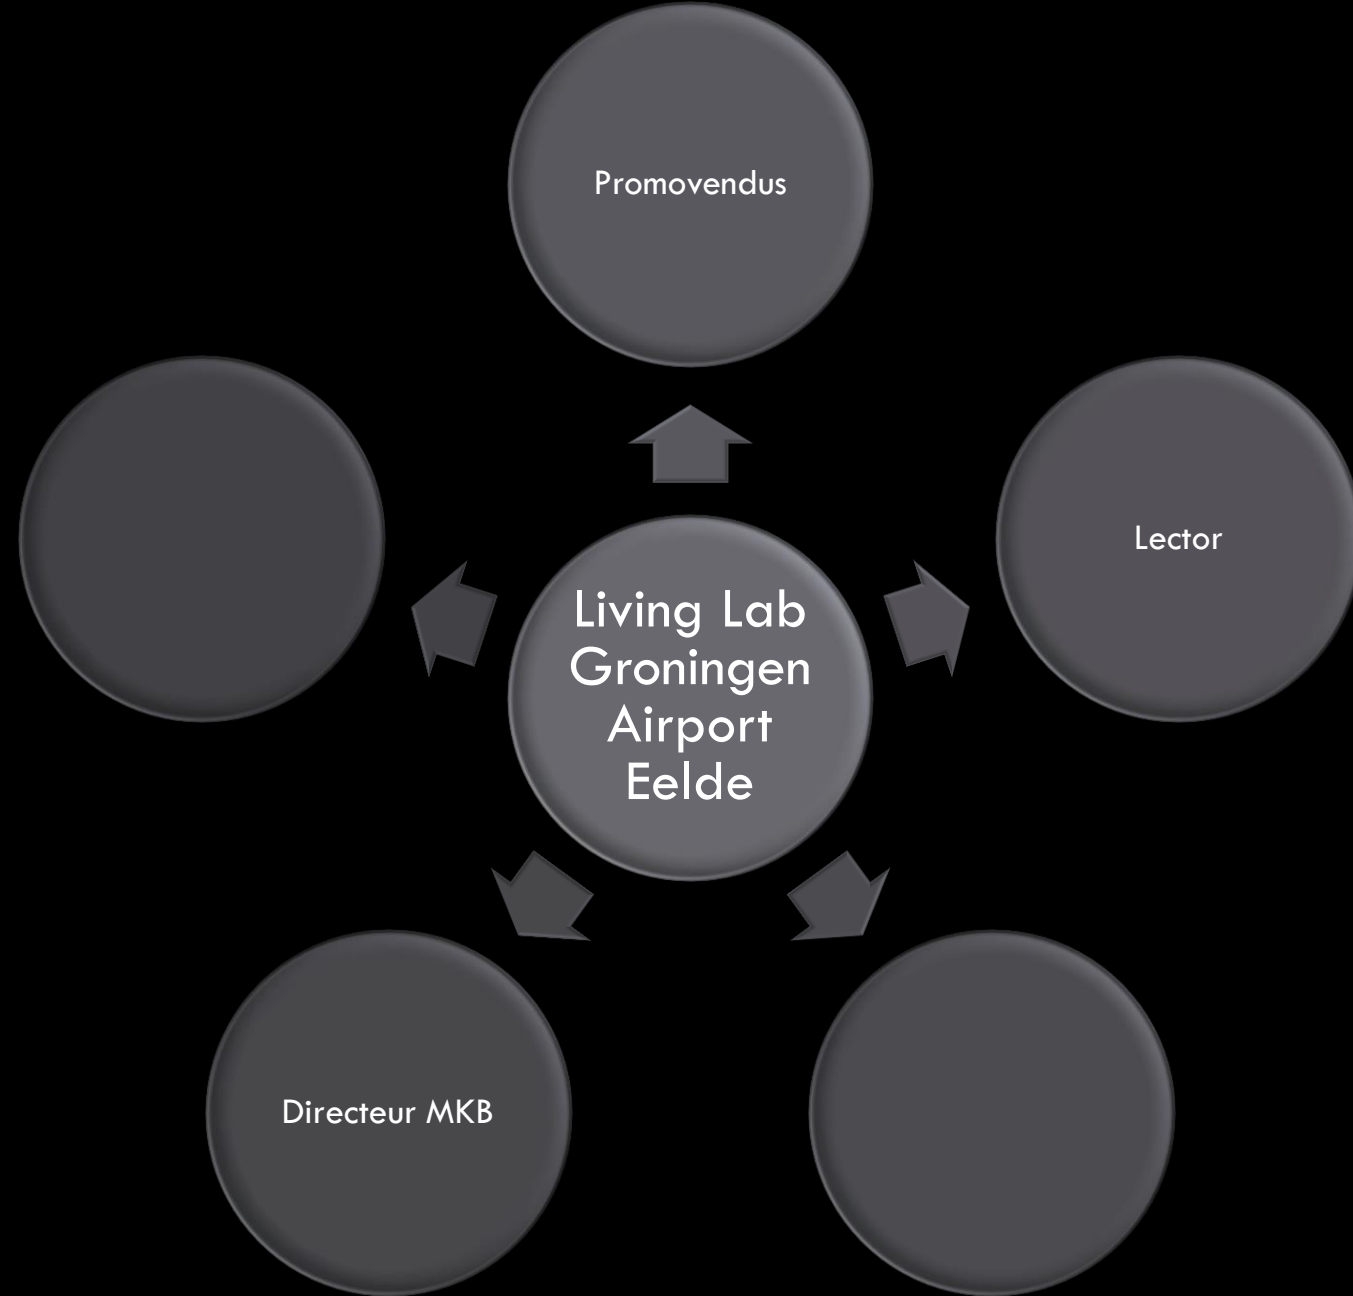 Promovendus
Lector
Living Lab
Groningen
Airport
Eelde
Directeur MKB